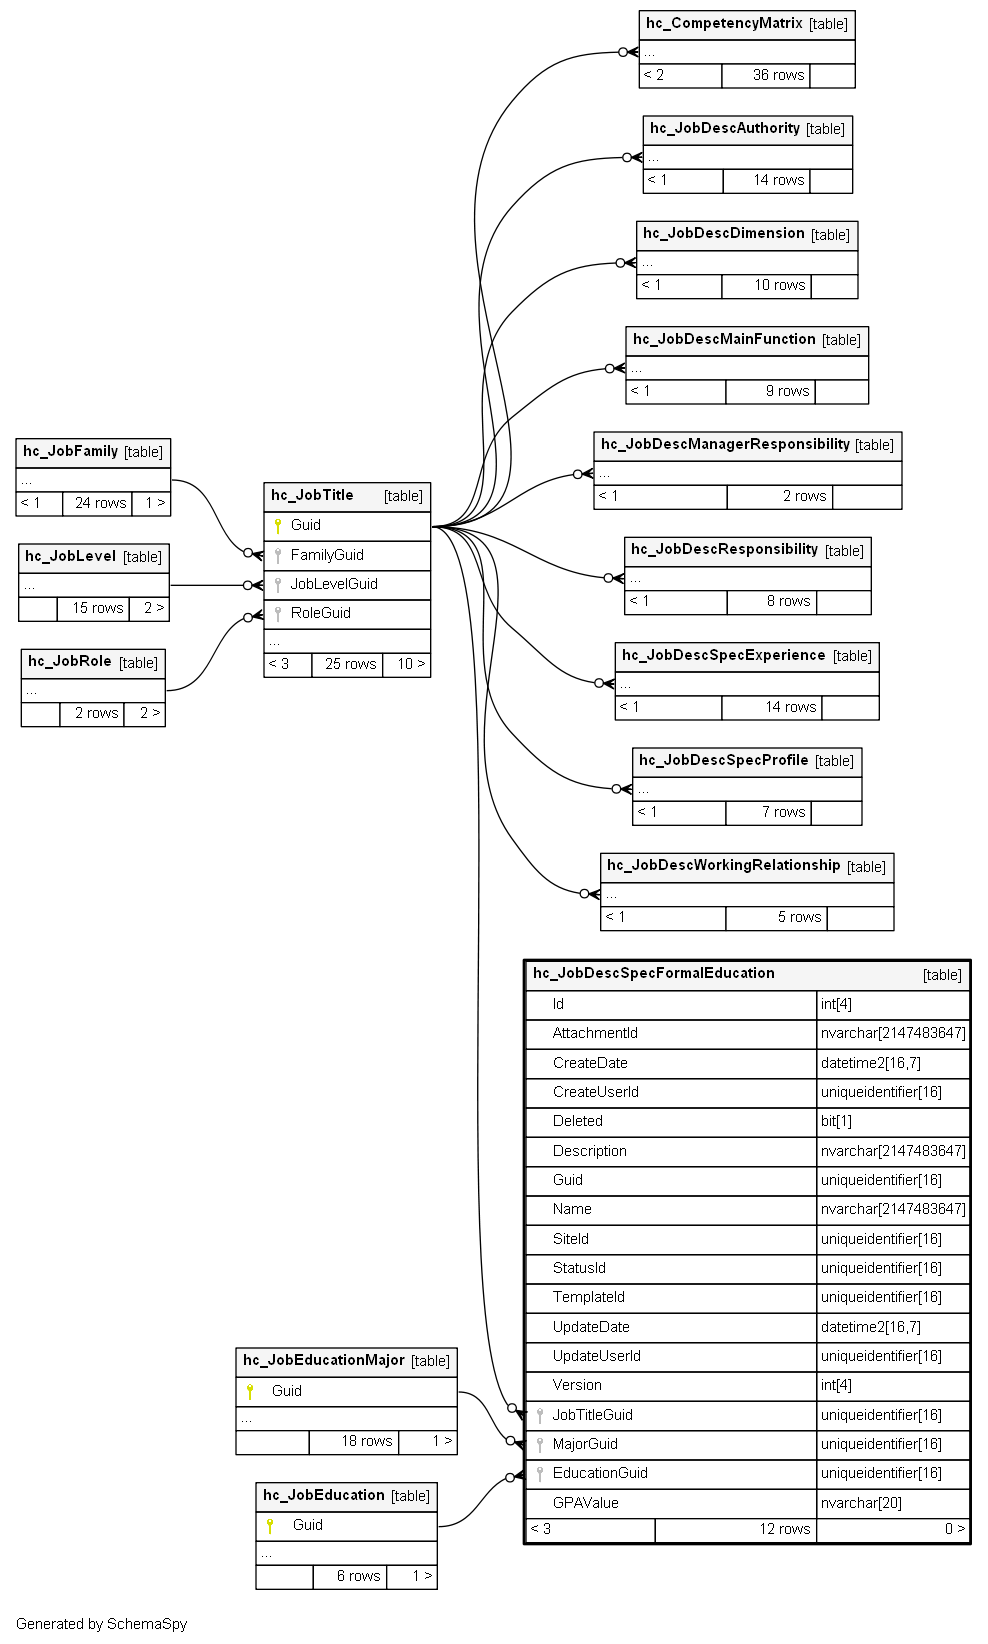 hc_CompetencyMatrix [table]
...
< 2 36 rows
hc_JobDescAuthority [table]
...
< 1 14 rows
hc_JobDescDimension [table]
...
< 1 10 rows
hc_JobDescMainFunction [table]
...
< 1 9 rows
hc_JobDescManagerResponsibility [table]
...
< 1 2 rows
hc_JobFamily [table]
...
< 1 24 rows 1 >
hc_JobTitle [table]
Guid
FamilyGuid
JobLevelGuid
RoleGuid
...
< 3 25 rows 10 >
hc_JobLevel [table]
...
15 rows 2 >
hc_JobRole [table]
...
2 rows 2 >
hc_JobDescResponsibility [table]
...
< 1 8 rows
hc_JobDescSpecExperience [table]
...
< 1 14 rows
hc_JobDescSpecProfile [table]
...
< 1 7 rows
hc_JobDescWorkingRelationship [table]
...
< 1 5 rows
hc_JobDescSpecFormalEducation [table]
Id int[4]
AttachmentId nvarchar[2147483647]
CreateDate datetime2[16,7]
CreateUserId uniqueidentifier[16]
Deleted bit[1]
Description nvarchar[2147483647]
Guid uniqueidentifier[16]
Name nvarchar[2147483647]
SiteId uniqueidentifier[16]
StatusId uniqueidentifier[16]
TemplateId uniqueidentifier[16]
UpdateDate datetime2[16,7]
UpdateUserId uniqueidentifier[16]
Version int[4]
JobTitleGuid uniqueidentifier[16]
MajorGuid uniqueidentifier[16]
EducationGuid uniqueidentifier[16]
GPAValue nvarchar[20]
< 3 12 rows 0 >
hc_JobEducationMajor [table]
Guid
...
18 rows 1 >
hc_JobEducation [table]
Guid
...
6 rows 1 >
Generated by SchemaSpy